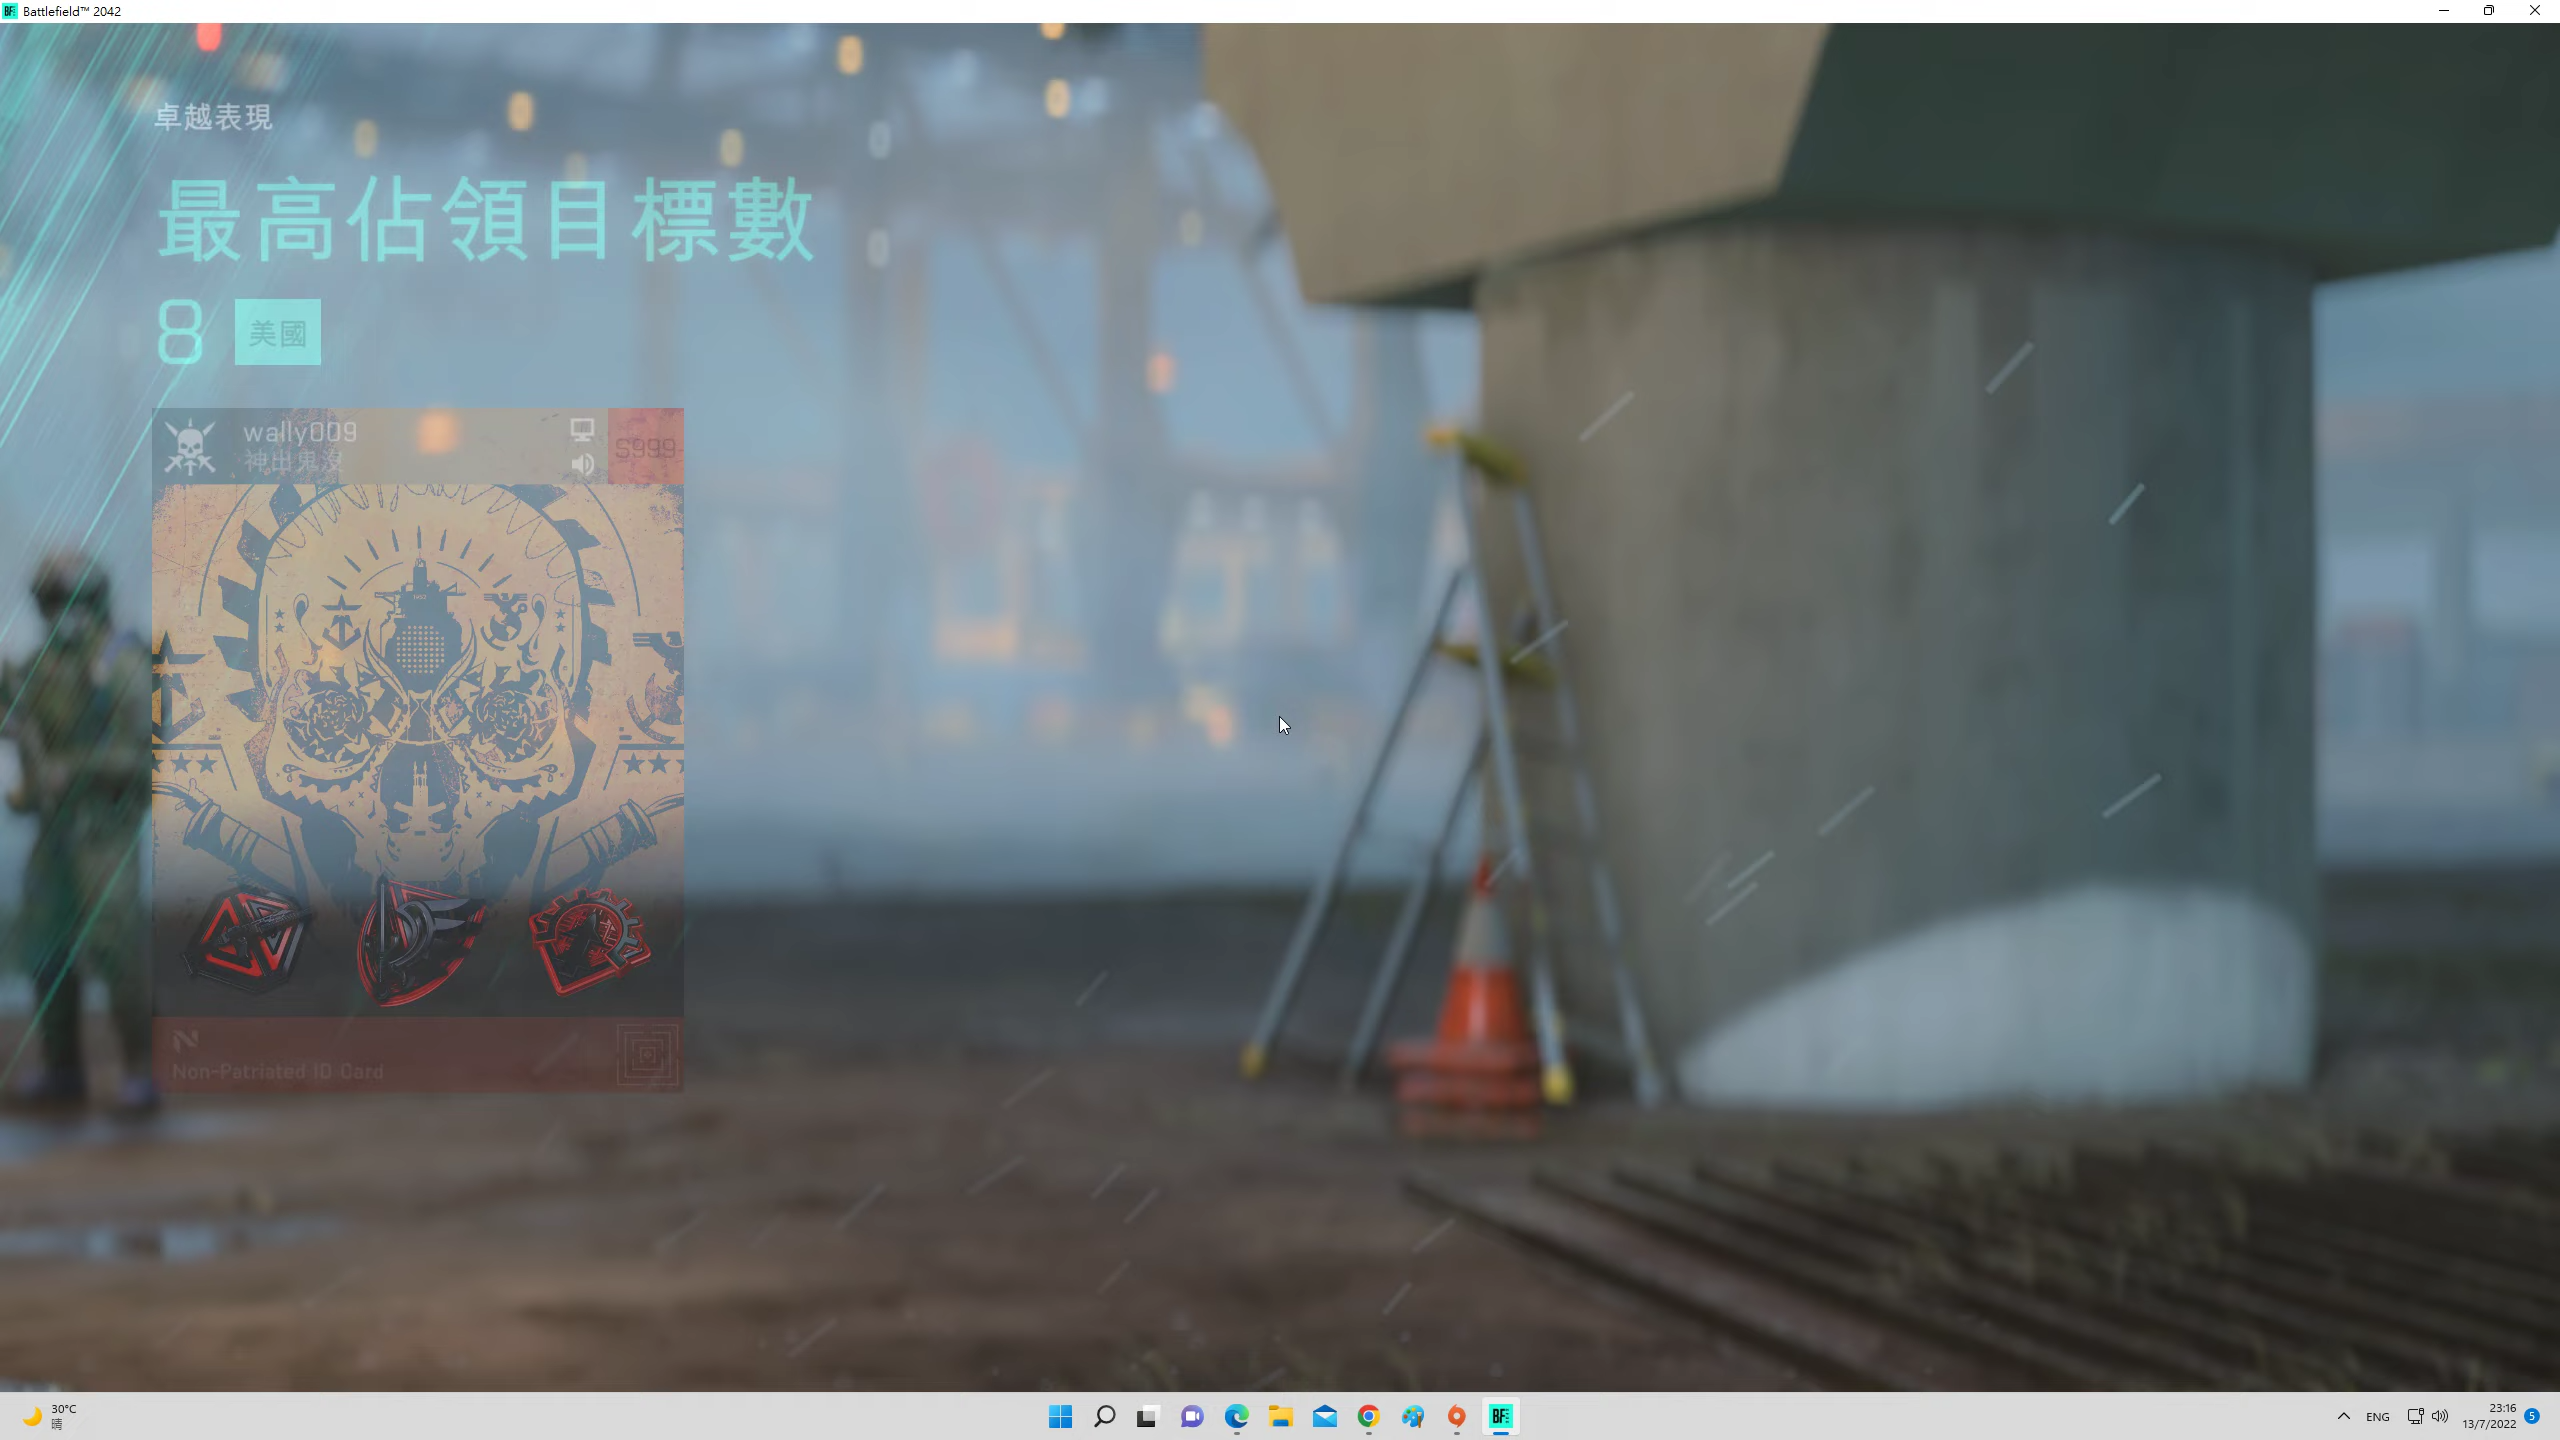 Battlefield™ 2042
卓越表現
最高佔領目標數
8 美國
wally009
神出鬼沒
S999
Non-Patriated ID Card
30°C
晴
ENG
23:16
13/7/2022
5